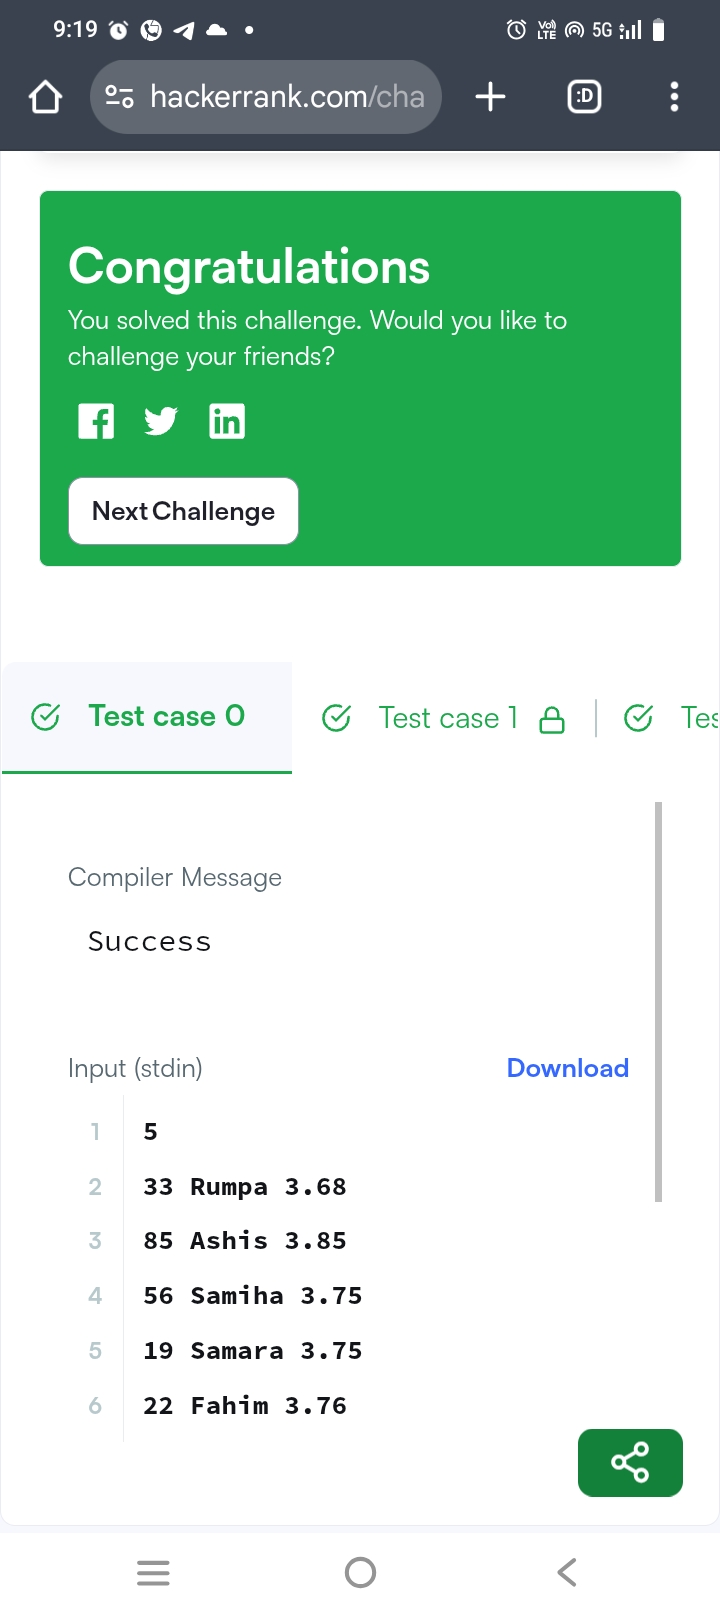 9:19
Vo) LTE 5G
hackerrank.com/cha
:D
Congratulations
You solved this challenge. Would you like to
challenge your friends?
Next Challenge
Test case 0
Test case 1
Tes
Compiler Message
Success
Input (stdin)
Download
1 5
2 33 Rumpa 3.68
3 85 Ashis 3.85
4 56 Samiha 3.75
5 19 Samara 3.75
6 22 Fahim 3.76